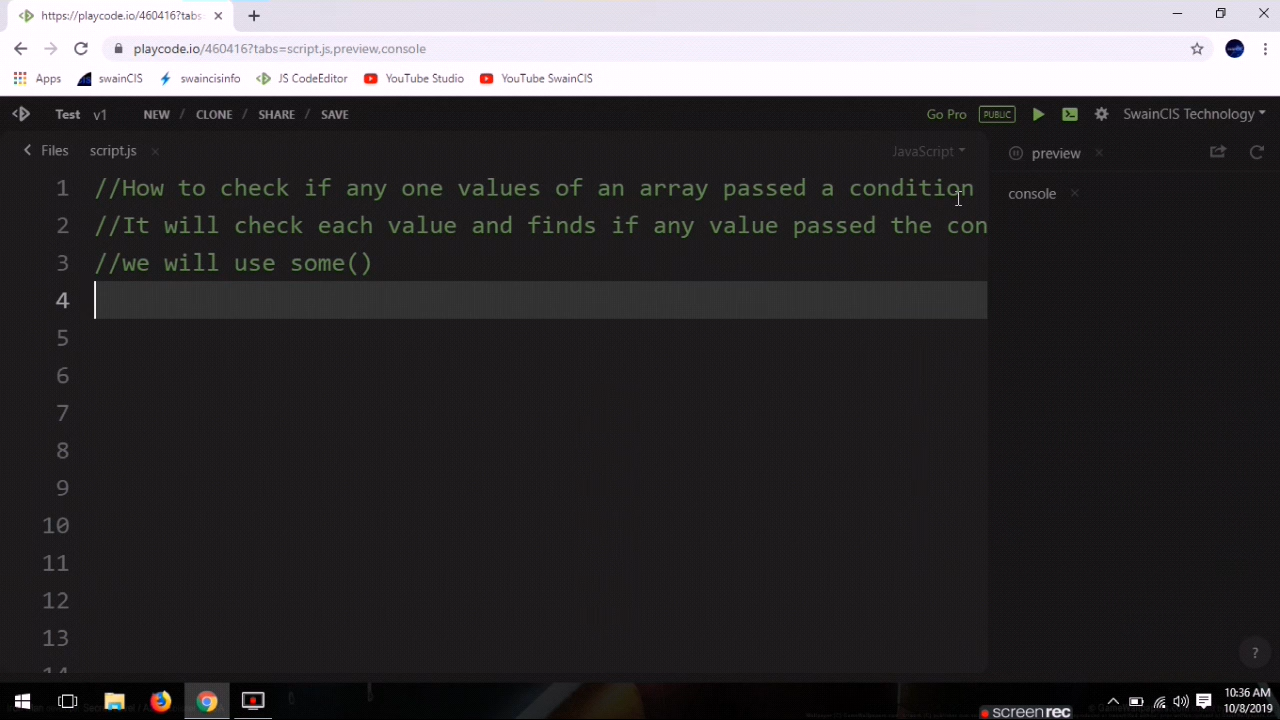 https://playcode.io/460416?tabs=
playcode.io/460416?tabs=script.js,preview,console
Apps swainCIS swaincisinfo JS CodeEditor YouTube Studio YouTube SwainCIS
Test v1 NEW / CLONE / SHARE / SAVE Go Pro PUBLIC SwainCIS Technology
Files script.js JavaScript preview
console
1 //How to check if any one values of an array passed a condition
2 //It will check each value and finds if any value passed the con
3 //we will use some()
4
5
6
7
8
9
10
11
12
13
14
?
10:36 AM
10/8/2019
screenrec